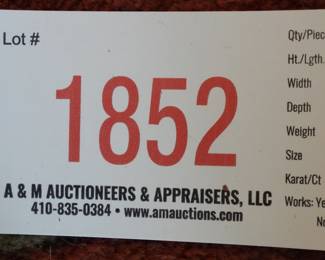 Lot #
1852
A & M AUCTIONEERS & APPRAISERS, LLC
410-835-0384 • www.amauctions.com
Qty/Piec
Ht./Lgth.
Width
Depth
Weight
Size
Karat/Ct
Works: Ye